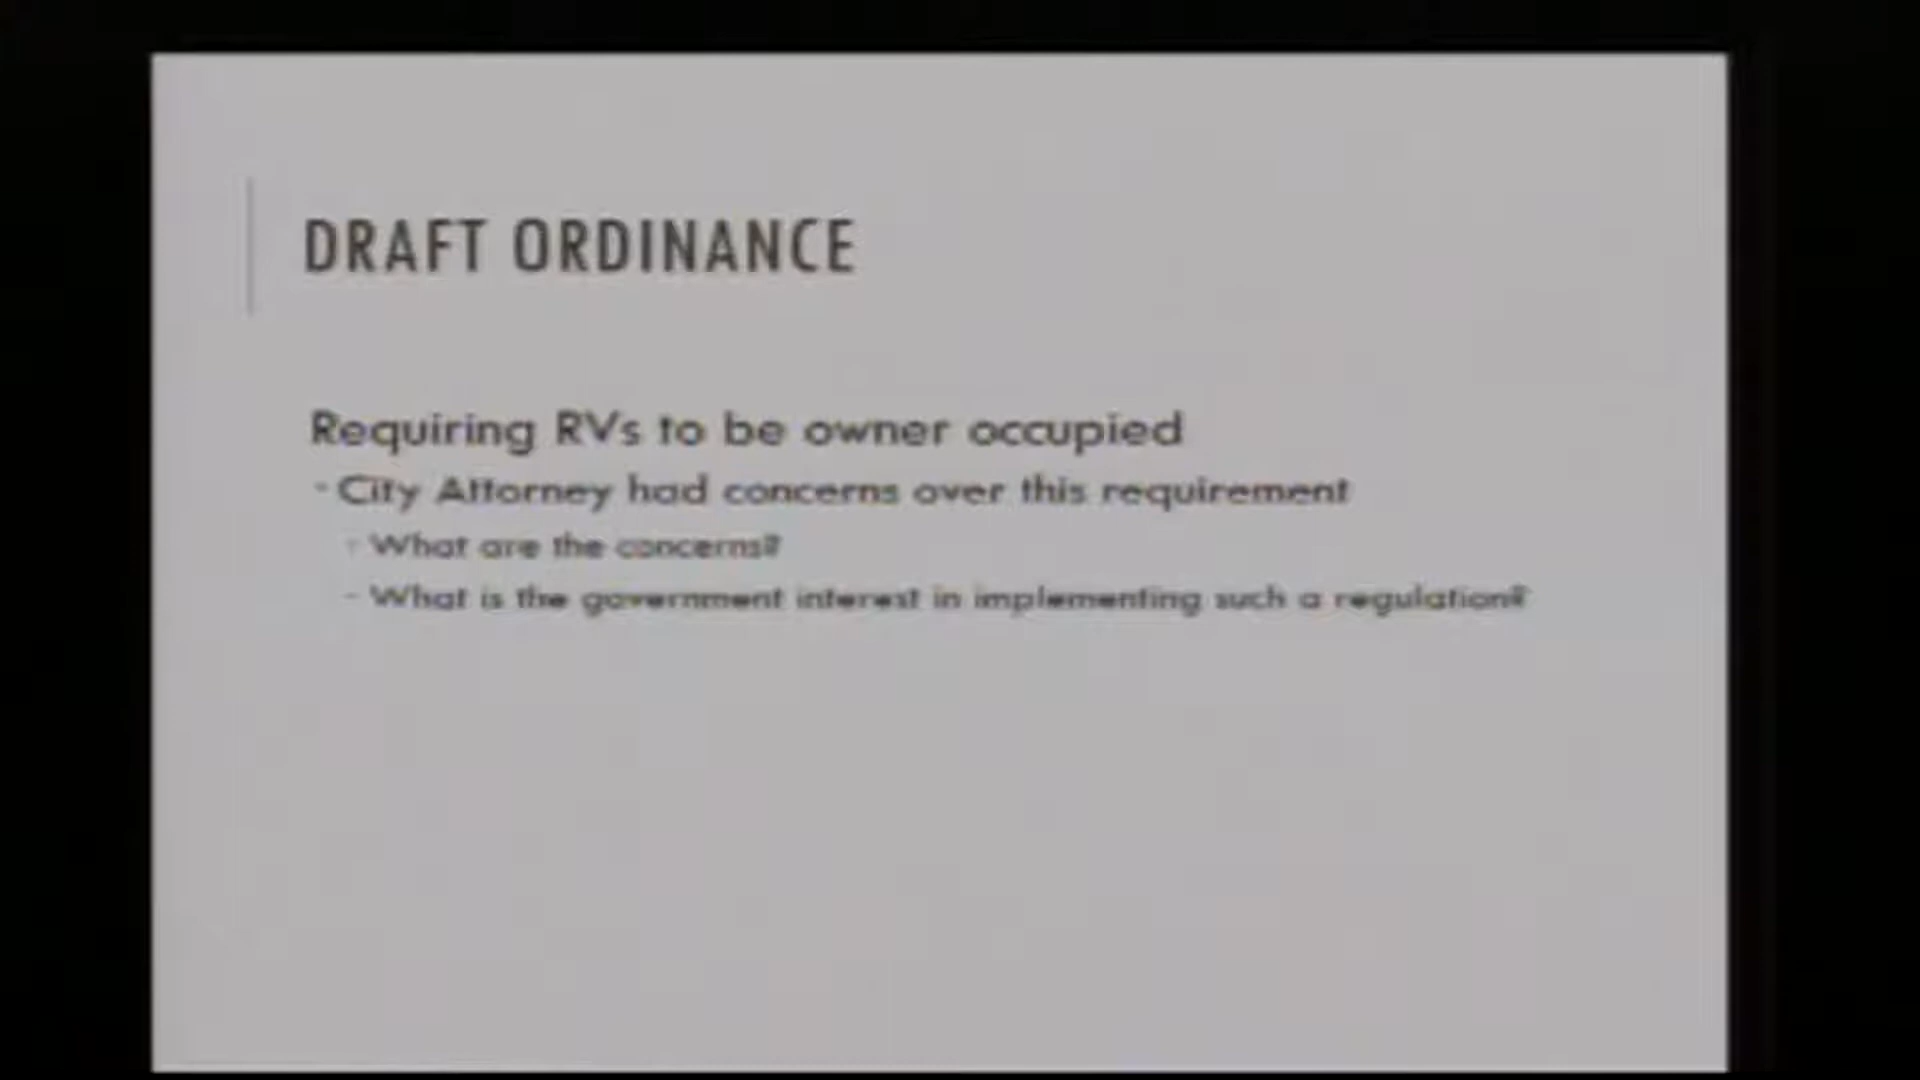 DRAFT ORDINANCE
Requiring RVs to be owner occupied
- City Attorney had concerns over this requirement
- What are the concerns?
- What is the government interest in implementing such a regulation?